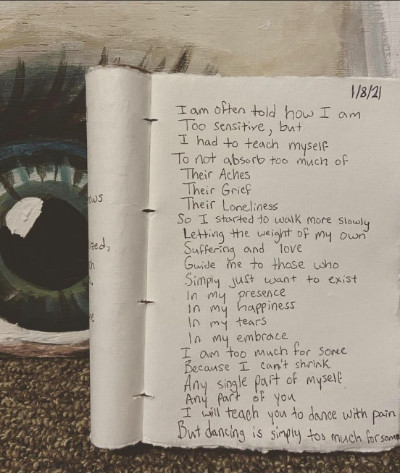 1/8/21
I am often told how I am
Too sensitive, but
I had to teach myself
To not absorb too much of
Their Aches
Their Grief
Their Loneliness
So I started to walk more slowly
Letting the weight of my own
Suffering and love
Guide me to those who
Simply just want to exist
In my presence
In my happiness
In my tears
In my embrace
I am too much for some
Because I can't shrink
Any single part of myself
Any part of you
I will teach you to dance with pain
But dancing is simply too much for some